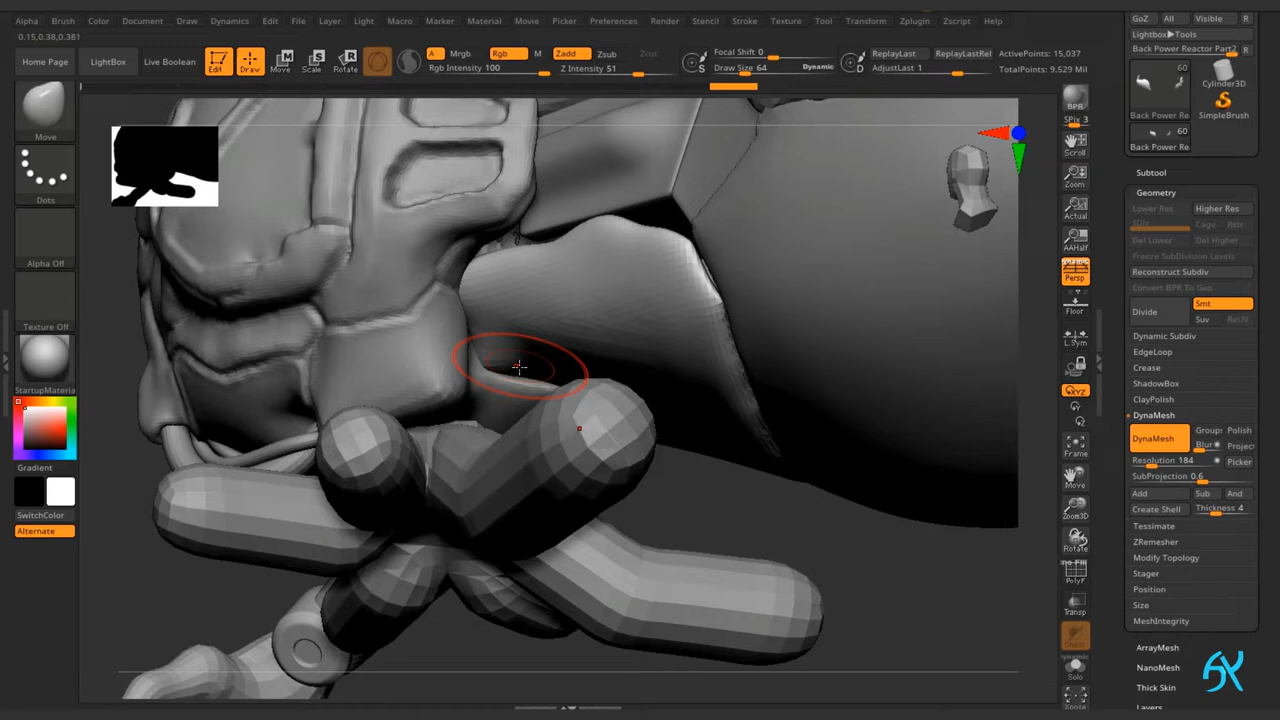 Alpha Brush Color Document Draw Dynamics Edit File Layer Light Macro Marker Material Movie Picker Preferences Render Stencil Stroke Texture Tool Transform Zplugin Zscript Help
0.15,0.38,0.381
Home Page LightBox Live Boolean Edit Draw Move Scale Rotate
A Mrgb Rgb M Zadd Zsub Zcut
Rgb Intensity 100 Z Intensity 51
S Focal Shift 0
Draw Size 64 Dynamic
D ReplayLast ReplayLastRel
AdjustLast 1
ActivePoints: 15,037
TotalPoints: 9.529 Mil
Move
Dots
Alpha Off
Texture Off
StartupMateria
Gradient
SwitchColor
Alternate
BPR
SPix 3
Scroll
Zoom
Actual
AAHalf
Dynamic
Persp
Floor
L.Sym
XYZ
Frame
Move
Zoom3D
Rotate
PolyF
Transp
Dynamic
Solo
Xpose
GoZ All Visible R
Lightbox▸Tools
Back Power Reactor Part2 R
60 Cylinder3D
Back Power Re SimpleBrush
60
Back Power Re
Subtool
Geometry
Lower Res Higher Res
SDiv Cage Rstr
Del Lower Del Higher
Freeze SubDivision Levels
Reconstruct Subdiv
Convert BPR To Geo
Divide Smt
Suv ReUV
Dynamic Subdiv
EdgeLoop
Crease
ShadowBox
ClayPolish
DynaMesh
DynaMesh Groups Polish
Blur Projec
Resolution 184 Picker
SubProjection 0.6
Add Sub And
Create Shell Thickness 4
Tessimate
ZRemesher
Modify Topology
Stager
Position
Size
MeshIntegrity
ArrayMesh
NanoMesh
Thick Skin
Layers